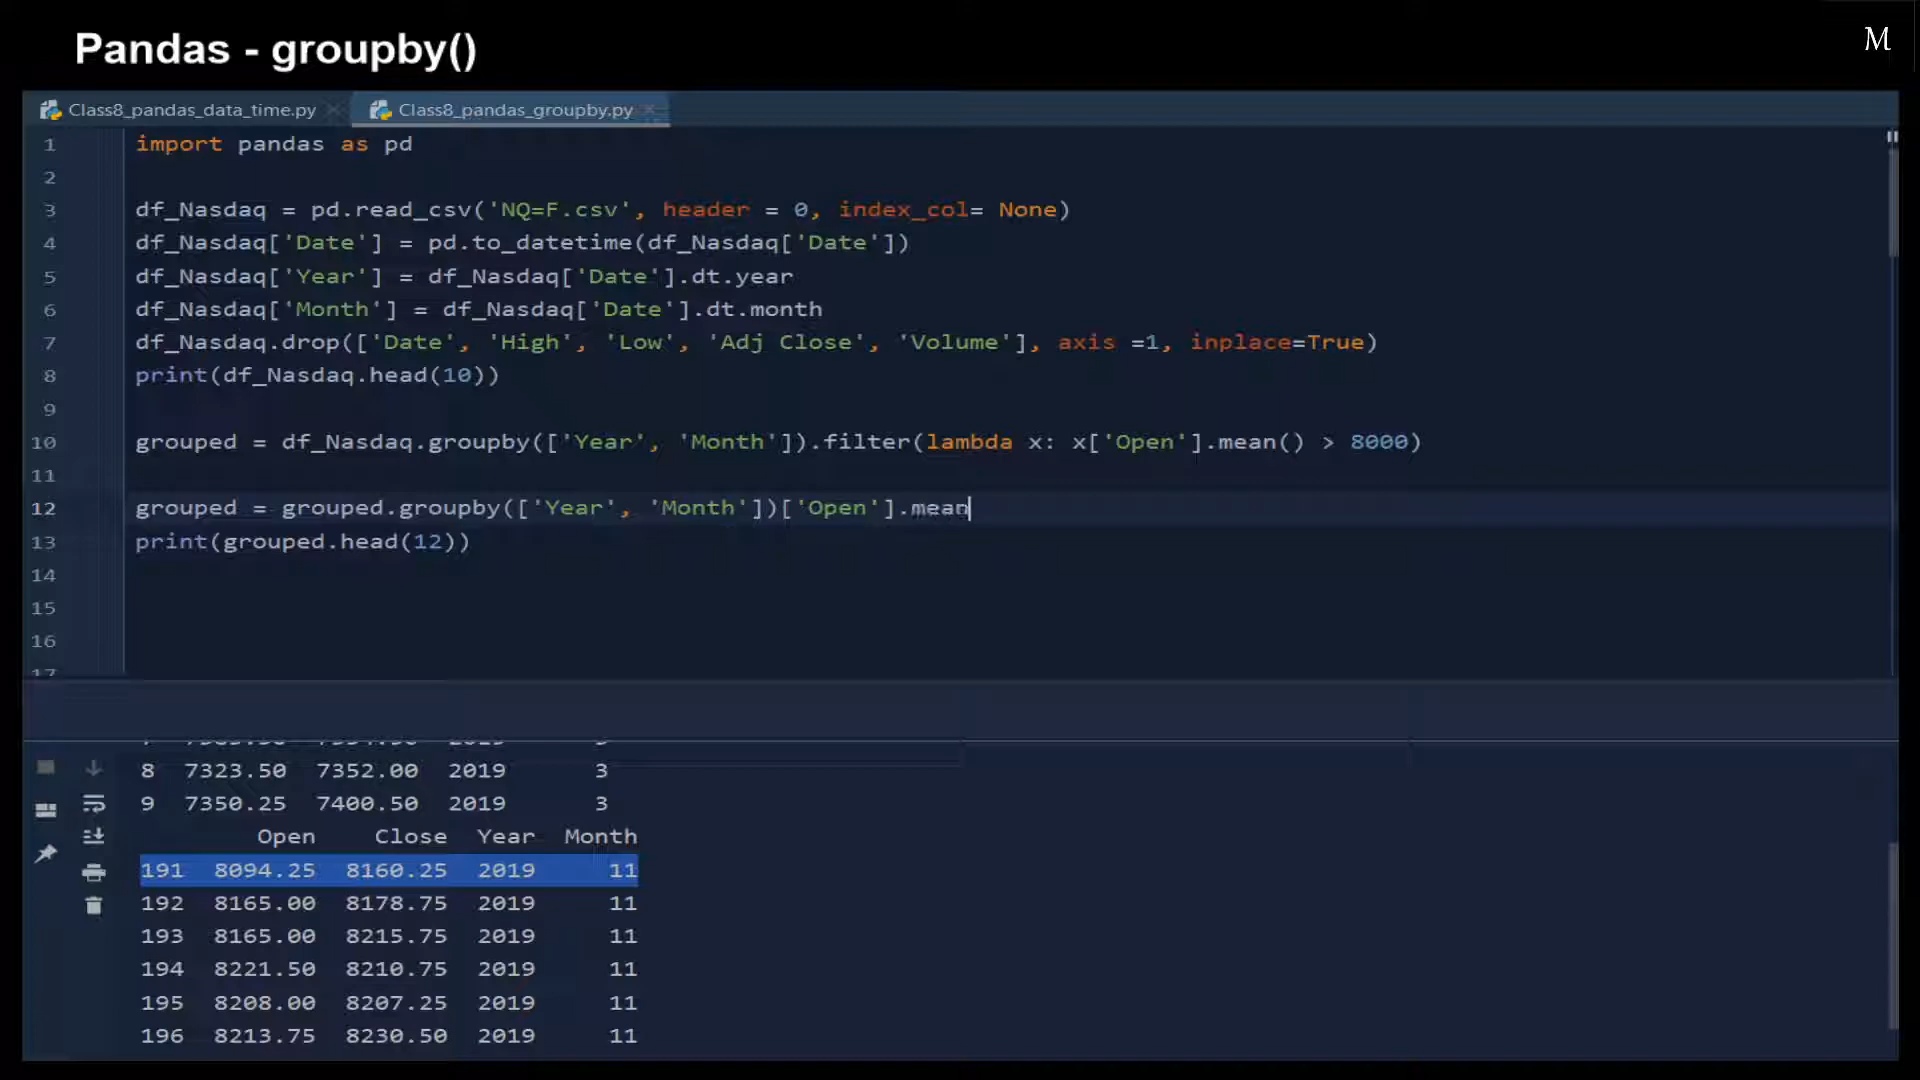 Pandas - groupby()
M
Class8_pandas_data_time.py
Class8_pandas_groupby.py
1 import pandas as pd
2
3 df_Nasdaq = pd.read_csv('NQ=F.csv', header = 0, index_col= None)
4 df_Nasdaq['Date'] = pd.to_datetime(df_Nasdaq['Date'])
5 df_Nasdaq['Year'] = df_Nasdaq['Date'].dt.year
6 df_Nasdaq['Month'] = df_Nasdaq['Date'].dt.month
7 df_Nasdaq.drop(['Date', 'High', 'Low', 'Adj Close', 'Volume'], axis =1, inplace=True)
8 print(df_Nasdaq.head(10))
9
10 grouped = df_Nasdaq.groupby(['Year', 'Month']).filter(lambda x: x['Open'].mean() > 8000)
11
12 grouped = grouped.groupby(['Year', 'Month'])['Open'].mean
13 print(grouped.head(12))
14
15
16
8 7323.50 7352.00 2019 3
9 7350.25 7400.50 2019 3
Open Close Year Month
191 8094.25 8160.25 2019 11
192 8165.00 8178.75 2019 11
193 8165.00 8215.75 2019 11
194 8221.50 8210.75 2019 11
195 8208.00 8207.25 2019 11
196 8213.75 8230.50 2019 11